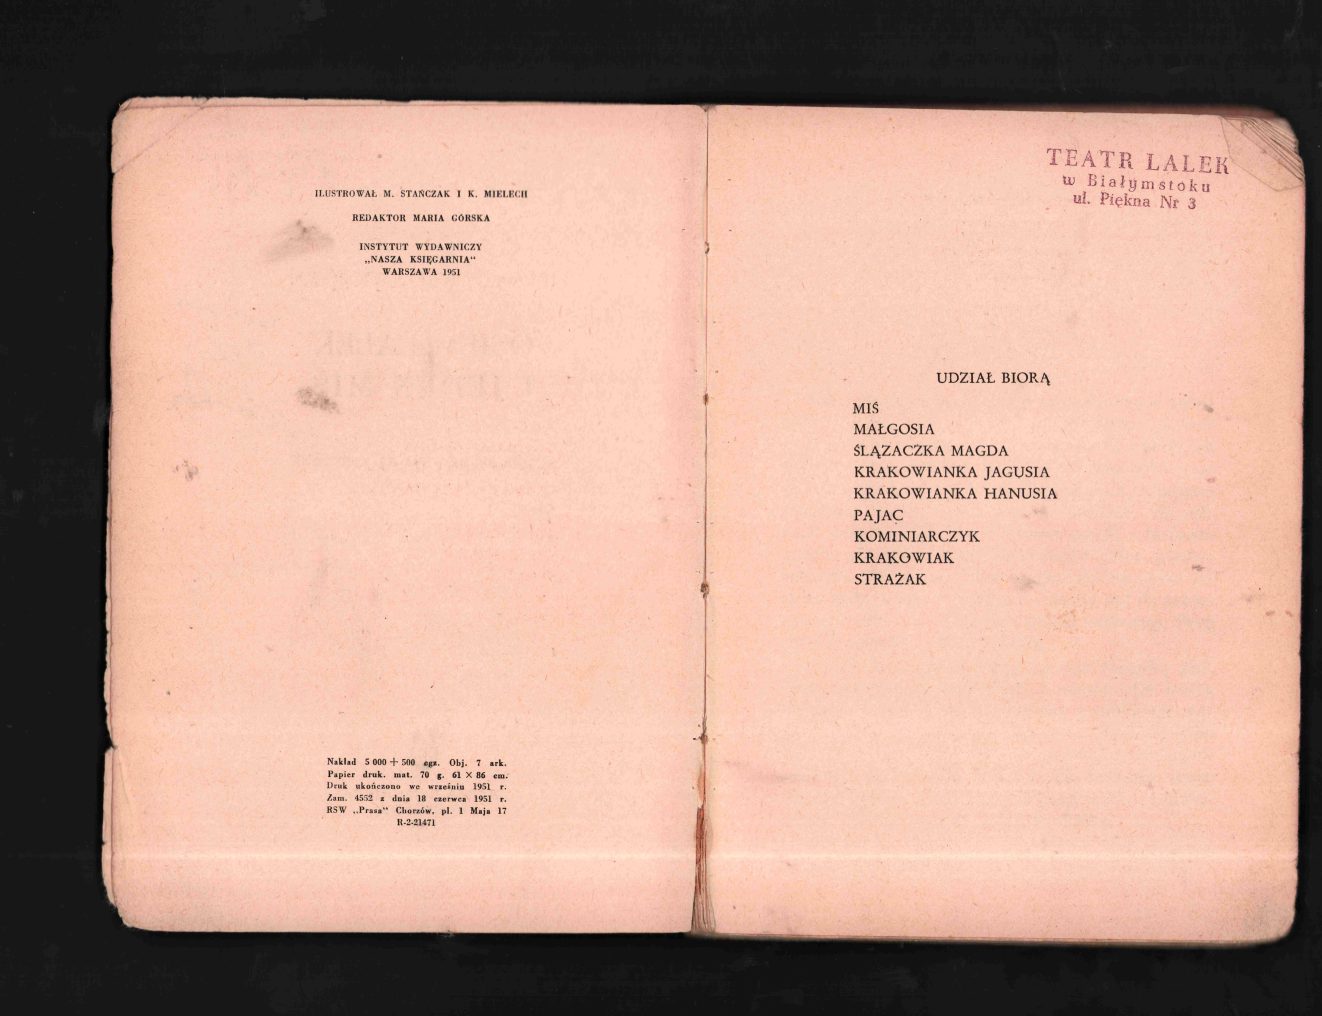 ILUSTROWAŁ M. STAŃCZAK I K. MIELECH
REDAKTOR MARIA GÓRSKA
INSTYTUT WYDAWNICZY
„NASZA KSIĘGARNIA"
WARSZAWA 1951
Nakład 5 000 + 500 egz. Obj. 7 ark.
Papier druk. mat. 70 g. 61 × 86 cm.
Druk ukończono we wrześniu 1951 r.
Zam. 4552 z dnia 18 czerwca 1951 r.
RSW „Prasa" Chorzów, pl. 1 Maja 17
R-2-21471
TEATR LALEK
w Białymstoku
ul. Piękna Nr 3
UDZIAŁ BIORĄ
MIŚ
MAŁGOSIA
ŚLĄZACZKA MAGDA
KRAKOWIANKA JAGUSIA
KRAKOWIANKA HANUSIA
PAJAC
KOMINIARCZYK
KRAKOWIAK
STRAŻAK